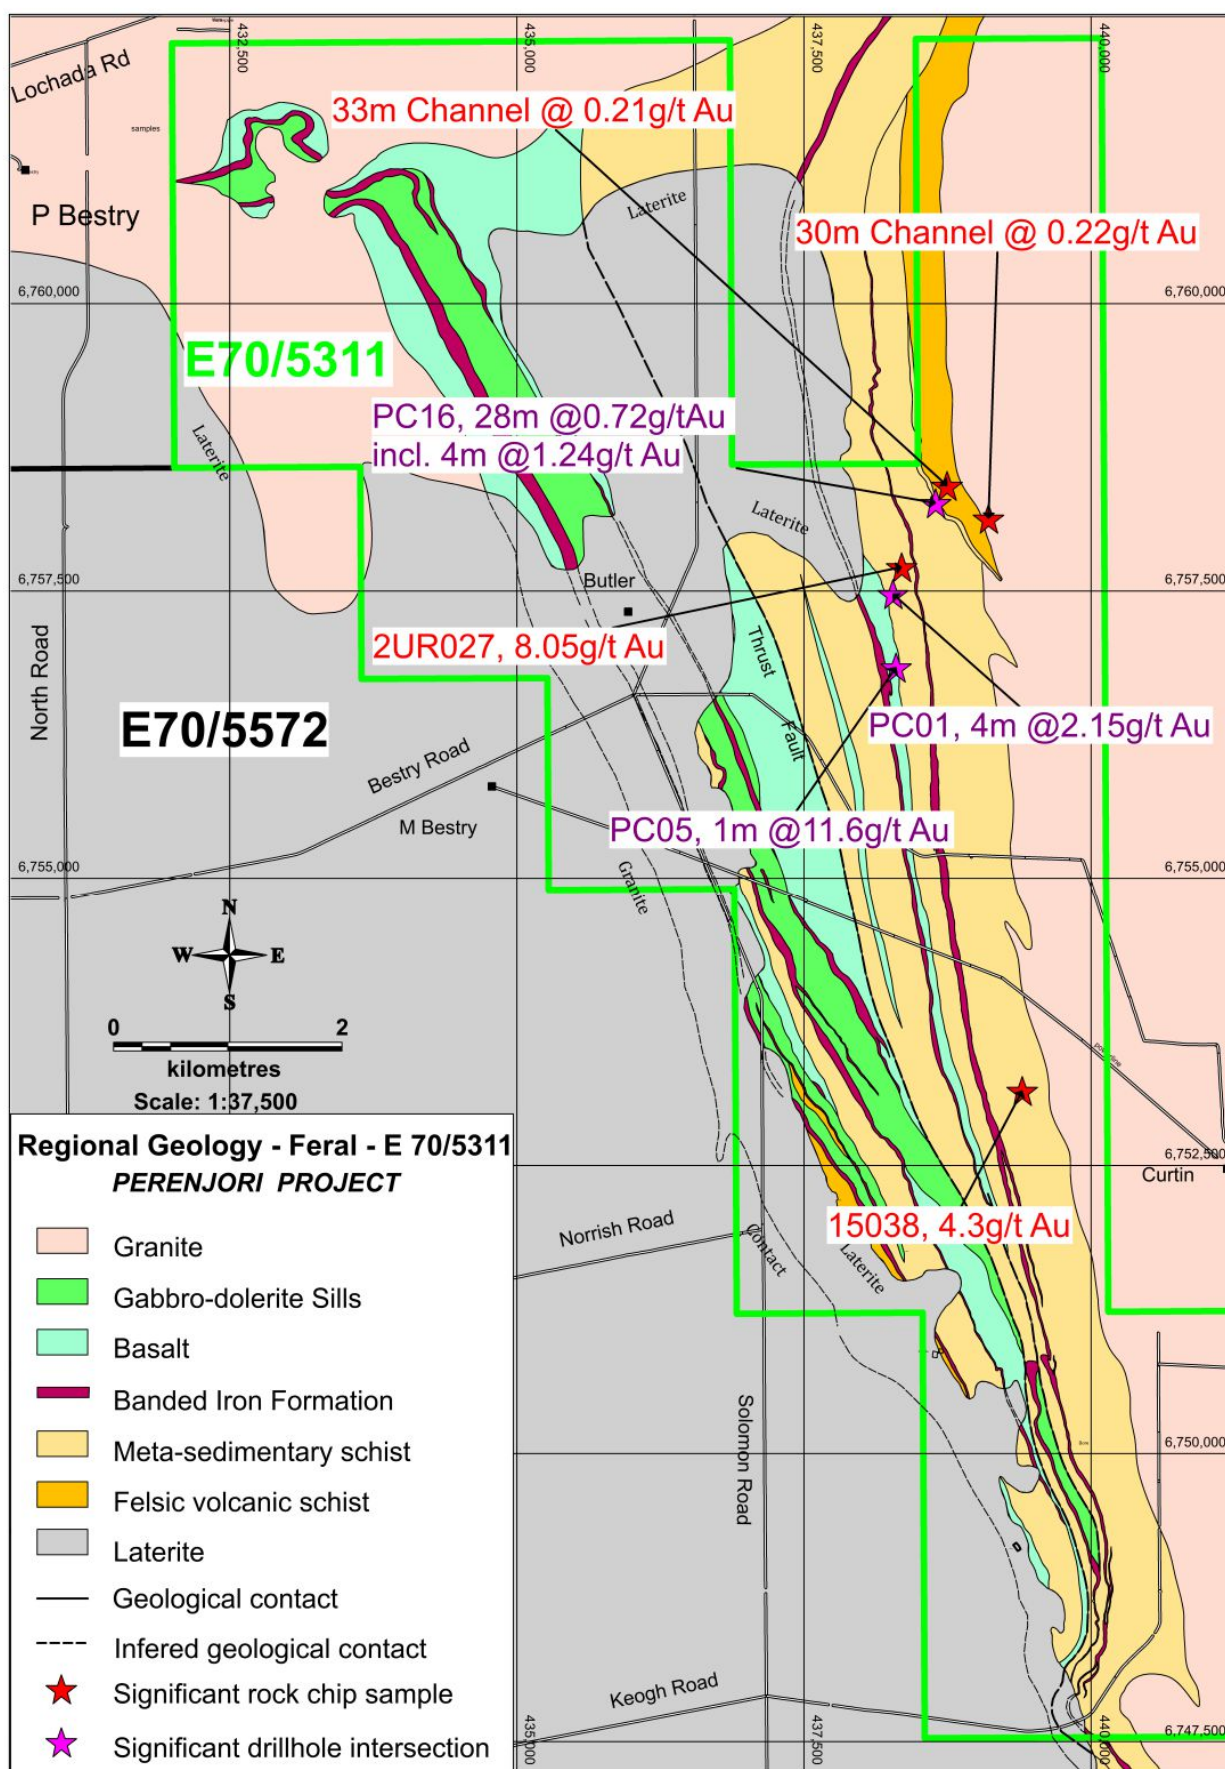 432,500
435,000
437,500
440,000
Lochada Rd
33m Channel @ 0.21g/t Au
samples
P Bestry
Laterite
30m Channel @ 0.22g/t Au
6,760,000
6,760,000
E70/5311
PC16, 28m @0.72g/tAu
incl. 4m @1.24g/t Au
Laterite
Laterite
6,757,500
6,757,500
Butler
2UR027, 8.05g/t Au
Thrust
Fault
North Road
E70/5572
PC01, 4m @2.15g/t Au
Bestry Road
M Bestry
PC05, 1m @11.6g/t Au
6,755,000
6,755,000
Granite
N
W
E
S
0
2
kilometres
Scale: 1:37,500
powerline
6,752,500
Curtin
15038, 4.3g/t Au
Norrish Road
Contact
Laterite
Solomon Road
6,750,000
Keogh Road
6,747,500
435,000
437,500
440,000
Regional Geology - Feral - E 70/5311
PERENJORI PROJECT
Granite
Gabbro-dolerite Sills
Basalt
Banded Iron Formation
Meta-sedimentary schist
Felsic volcanic schist
Laterite
Geological contact
Infered geological contact
Significant rock chip sample
Significant drillhole intersection